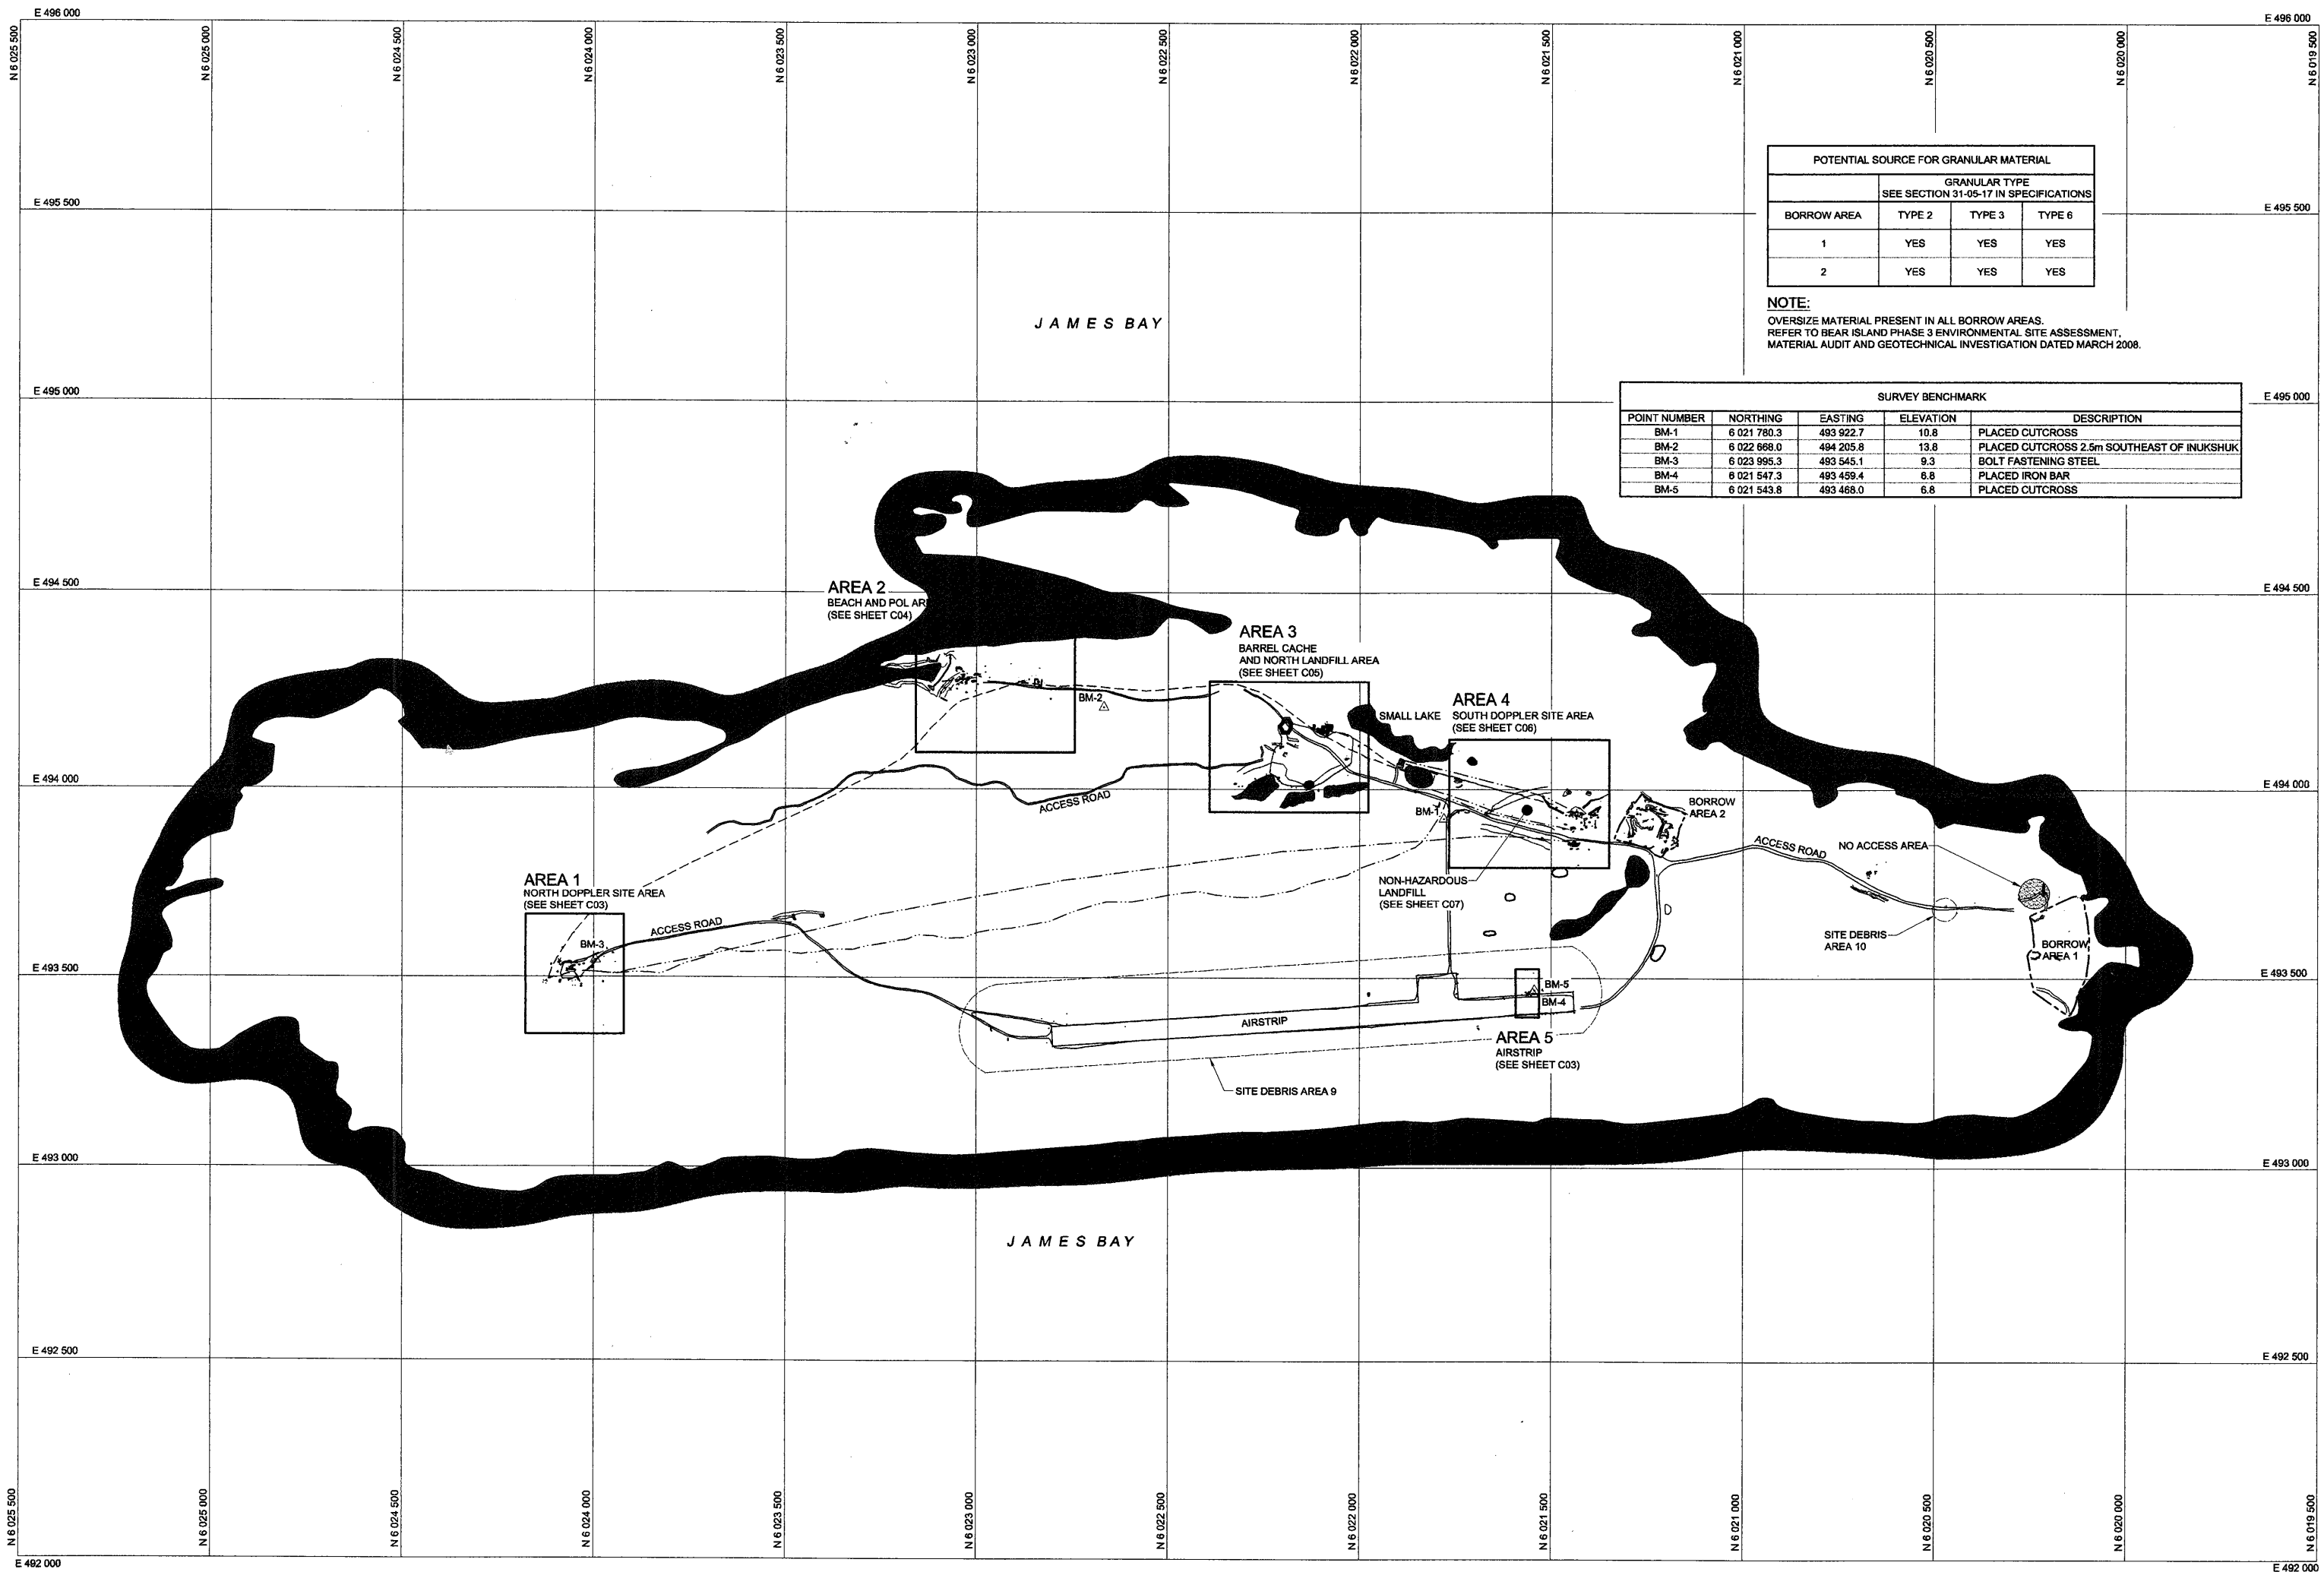 E 496 000
E 496 000
N 6 025 500
N 6 025 000
N 6 024 500
N 6 024 000
N 6 023 500
N 6 023 000
N 6 022 500
N 6 022 000
N 6 021 500
N 6 021 000
N 6 020 500
N 6 020 000
N 6 019 500
POTENTIAL SOURCE FOR GRANULAR MATERIAL
GRANULAR TYPE
SEE SECTION 31-05-17 IN SPECIFICATIONS
BORROW AREA TYPE 2 TYPE 3 TYPE 6
1 YES YES YES
2 YES YES YES
E 495 500
E 495 500
NOTE:
OVERSIZE MATERIAL PRESENT IN ALL BORROW AREAS.
REFER TO BEAR ISLAND PHASE 3 ENVIRONMENTAL SITE ASSESSMENT,
MATERIAL AUDIT AND GEOTECHNICAL INVESTIGATION DATED MARCH 2008.
JAMES BAY
E 495 000
E 495 000
SURVEY BENCHMARK
POINT NUMBER NORTHING EASTING ELEVATION DESCRIPTION
BM-1 6 021 780.3 493 922.7 10.8 PLACED CUTCROSS
BM-2 6 022 668.0 494 205.8 13.8 PLACED CUTCROSS 2.5m SOUTHEAST OF INUKSHUK
BM-3 6 023 995.3 493 545.1 9.3 BOLT FASTENING STEEL
BM-4 6 021 547.3 493 459.4 6.8 PLACED IRON BAR
BM-5 6 021 543.8 493 468.0 6.8 PLACED CUTCROSS
E 494 500
E 494 500
AREA 2
BEACH AND POL AR
(SEE SHEET C04)
AREA 3
BARREL CACHE
AND NORTH LANDFILL AREA
(SEE SHEET C05)
BM-2
SMALL LAKE
AREA 4
SOUTH DOPPLER SITE AREA
(SEE SHEET C06)
E 494 000
E 494 000
ACCESS ROAD
BM-1
BORROW
AREA 2
ACCESS ROAD
NO ACCESS AREA
AREA 1
NORTH DOPPLER SITE AREA
(SEE SHEET C03)
NON-HAZARDOUS
LANDFILL
(SEE SHEET C07)
ACCESS ROAD
BM-3
SITE DEBRIS
AREA 10
BORROW
AREA 1
E 493 500
E 493 500
BM-5
BM-4
AIRSTRIP
AREA 5
AIRSTRIP
(SEE SHEET C03)
SITE DEBRIS AREA 9
E 493 000
E 493 000
JAMES BAY
E 492 500
E 492 500
N 6 025 500
N 6 025 000
N 6 024 500
N 6 024 000
N 6 023 500
N 6 023 000
N 6 022 500
N 6 022 000
N 6 021 500
N 6 021 000
N 6 020 500
N 6 020 000
N 6 019 500
E 492 000
E 492 000